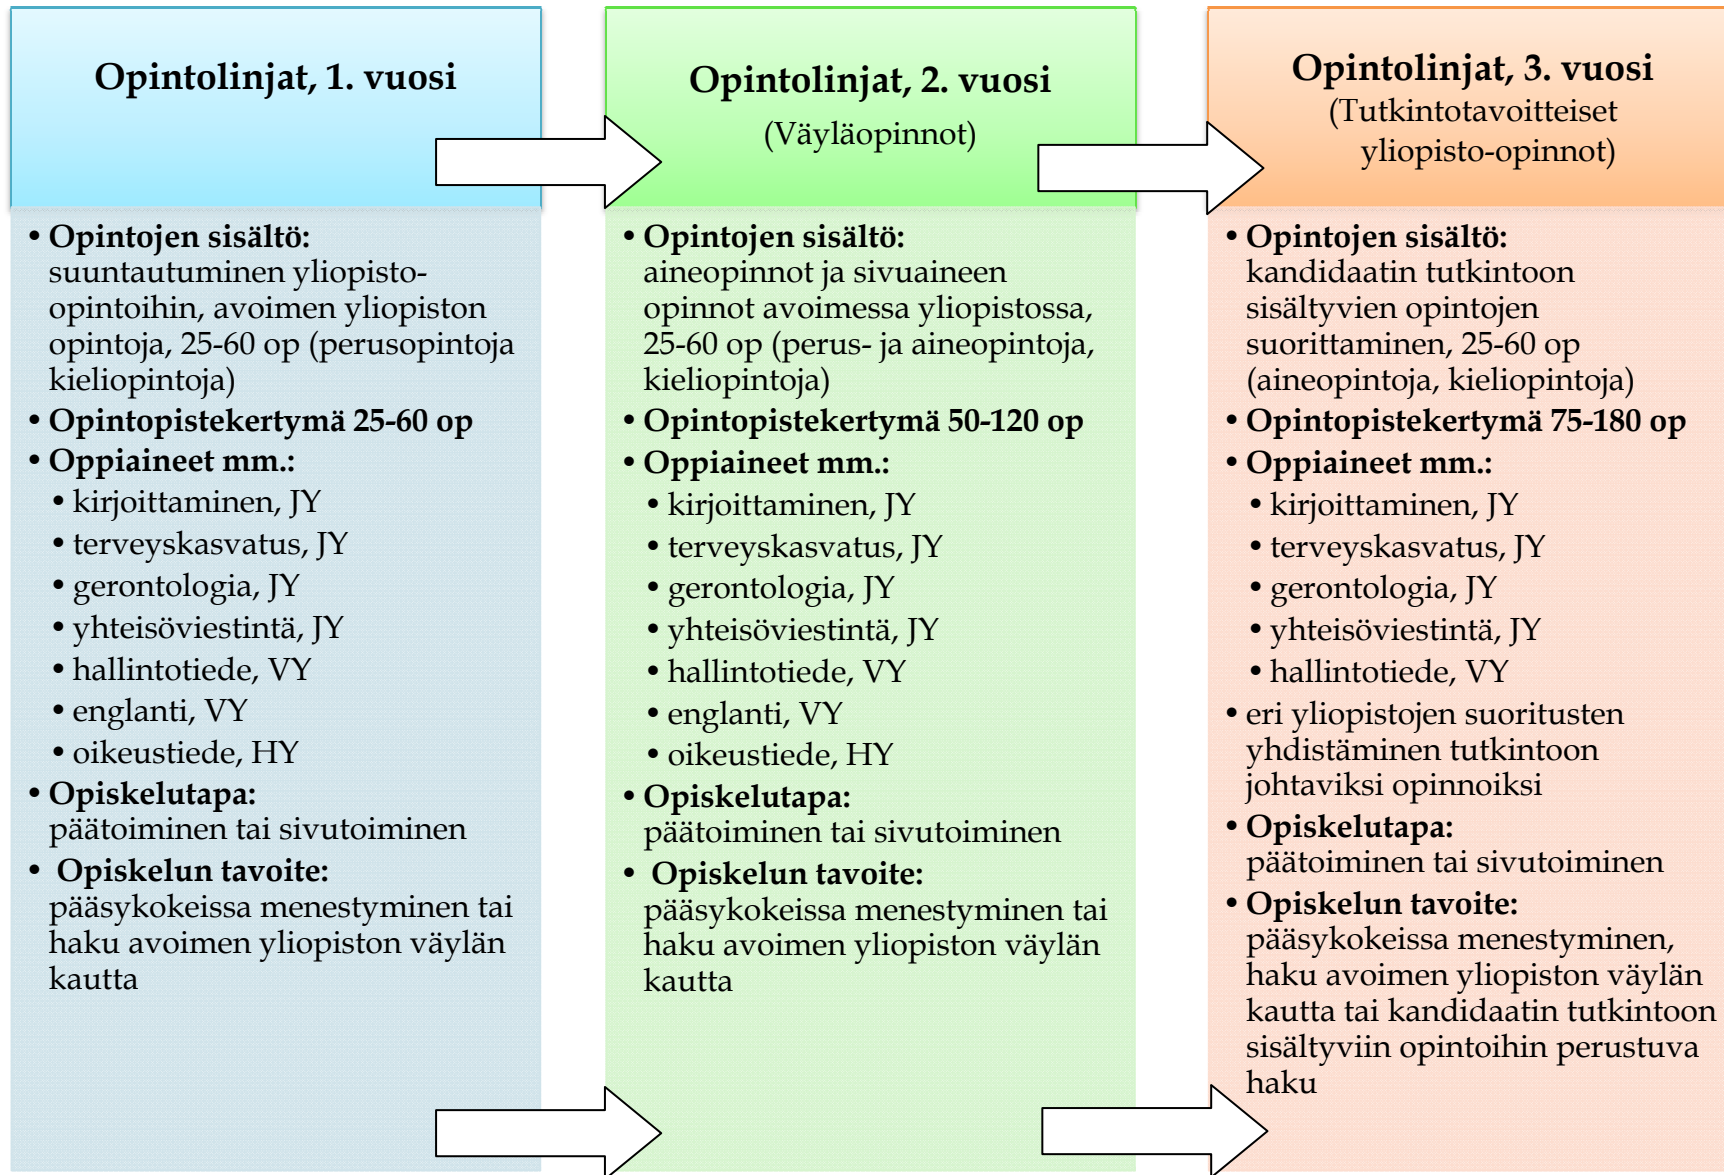 Opintolinjat, 1. vuosi
• Opintojen sisältö:
suuntautuminen yliopisto-
opintoihin, avoimen yliopiston
opintoja, 25-60 op (perusopintoja
kieliopintoja)
• Opintopistekertymä 25-60 op
• Oppiaineet mm.:
• kirjoittaminen, JY
• terveyskasvatus, JY
• gerontologia, JY
• yhteisöviestintä, JY
• hallintotiede, VY
• englanti, VY
• oikeustiede, HY
• Opiskelutapa:
päätoiminen tai sivutoiminen
• Opiskelun tavoite:
pääsykokeissa menestyminen tai
haku avoimen yliopiston väylän
kautta
Opintolinjat, 2. vuosi
(Väyläopinnot)
• Opintojen sisältö:
aineopinnot ja sivuaineen
opinnot avoimessa yliopistossa,
25-60 op (perus- ja aineopintoja,
kieliopintoja)
• Opintopistekertymä 50-120 op
• Oppiaineet mm.:
• kirjoittaminen, JY
• terveyskasvatus, JY
• gerontologia, JY
• yhteisöviestintä, JY
• hallintotiede, VY
• englanti, VY
• oikeustiede, HY
• Opiskelutapa:
päätoiminen tai sivutoiminen
• Opiskelun tavoite:
pääsykokeissa menestyminen tai
haku avoimen yliopiston väylän
kautta
Opintolinjat, 3. vuosi
(Tutkintotavoitteiset
yliopisto-opinnot)
• Opintojen sisältö:
kandidaatin tutkintoon
sisältyvien opintojen
suorittaminen, 25-60 op
(aineopintoja, kieliopintoja)
• Opintopistekertymä 75-180 op
• Oppiaineet mm.:
• kirjoittaminen, JY
• terveyskasvatus, JY
• gerontologia, JY
• yhteisöviestintä, JY
• hallintotiede, VY
• eri yliopistojen suoritusten
yhdistäminen tutkintoon
johtaviksi opinnoiksi
• Opiskelutapa:
päätoiminen tai sivutoiminen
• Opiskelun tavoite:
pääsykokeissa menestyminen,
haku avoimen yliopiston väylän
kautta tai kandidaatin tutkintoon
sisältyviin opintoihin perustuva
haku